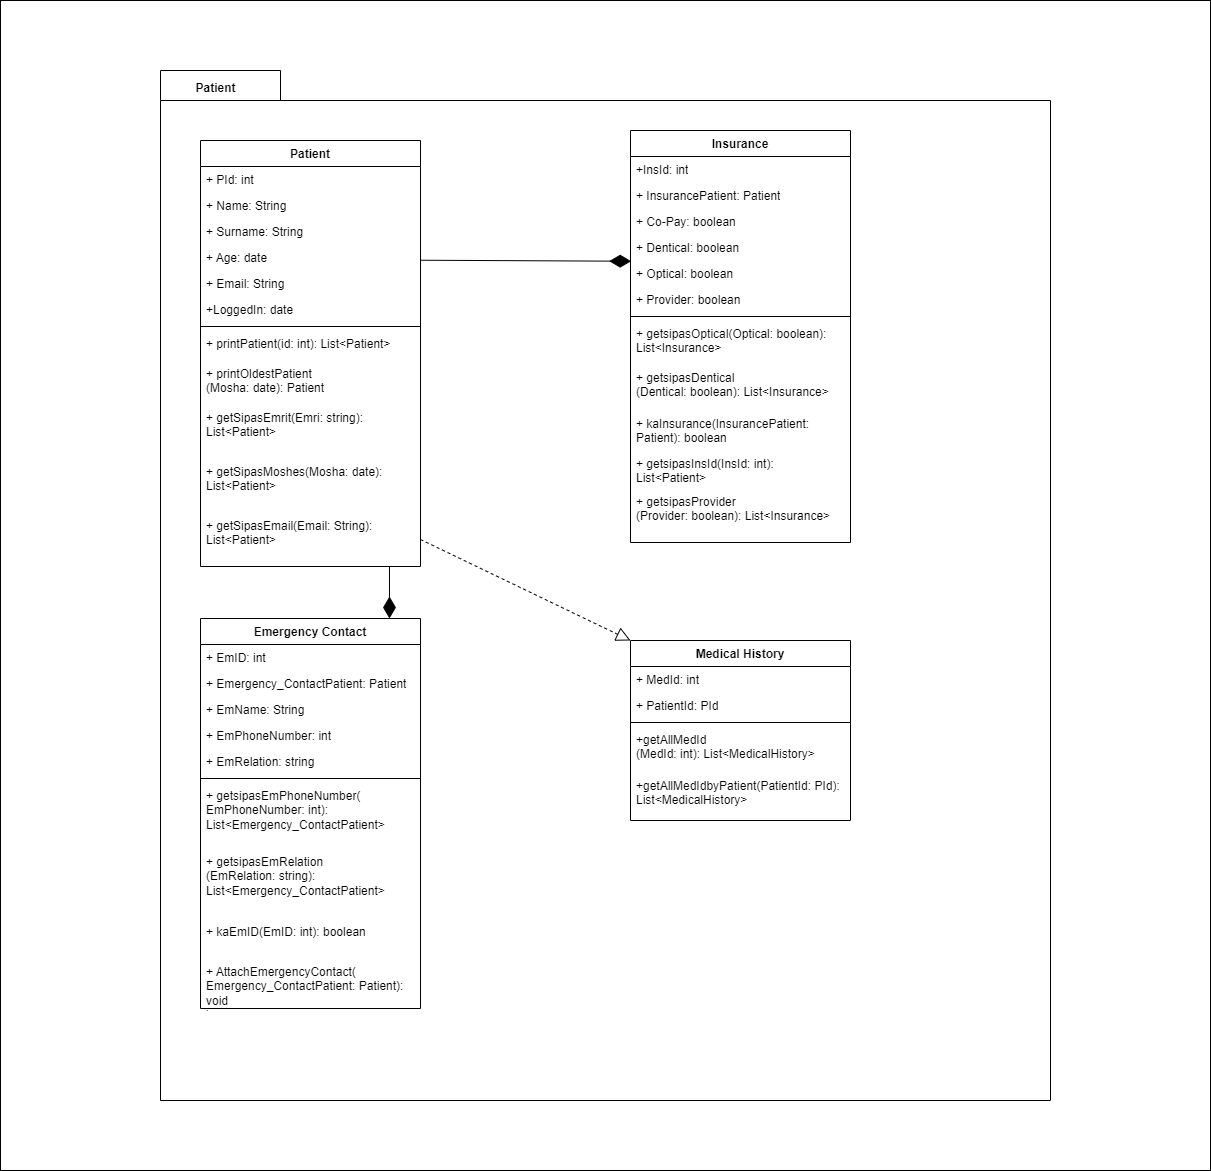 Patient
Patient
+ PId: int
+ Name: String
+ Surname: String
+ Age: date
+ Email: String
+LoggedIn: date
+ printPatient(id: int): List<Patient>
+ printOldestPatient
(Mosha: date): Patient
+ getSipasEmrit(Emri: string):
List<Patient>
+ getSipasMoshes(Mosha: date):
List<Patient>
+ getSipasEmail(Email: String):
List<Patient>
Insurance
+InsId: int
+ InsurancePatient: Patient
+ Co-Pay: boolean
+ Dentical: boolean
+ Optical: boolean
+ Provider: boolean
+ getsipasOptical(Optical: boolean):
List<Insurance>
+ getsipasDentical
(Dentical: boolean): List<Insurance>
+ kaInsurance(InsurancePatient:
Patient): boolean
+ getsipasInsId(InsId: int):
List<Patient>
+ getsipasProvider
(Provider: boolean): List<Insurance>
Emergency Contact
+ EmID: int
+ Emergency_ContactPatient: Patient
+ EmName: String
+ EmPhoneNumber: int
+ EmRelation: string
+ getsipasEmPhoneNumber(
EmPhoneNumber: int):
List<Emergency_ContactPatient>
+ getsipasEmRelation
(EmRelation: string):
List<Emergency_ContactPatient>
+ kaEmID(EmID: int): boolean
+ AttachEmergencyContact(
Emergency_ContactPatient: Patient):
void
Medical History
+ MedId: int
+ PatientId: PId
+getAllMedId
(MedId: int): List<MedicalHistory>
+getAllMedIdbyPatient(PatientId: PId):
List<MedicalHistory>